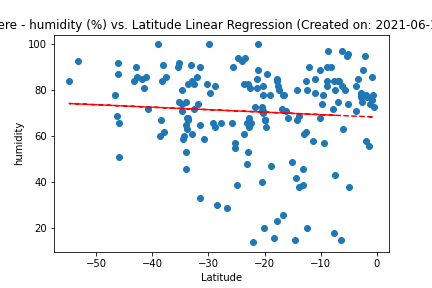 ere - humidity (%) vs. Latitude Linear Regression (Created on: 2021-06-
100
80
60
40
20
humidity
−50 −40 −30 −20 −10 0
Latitude